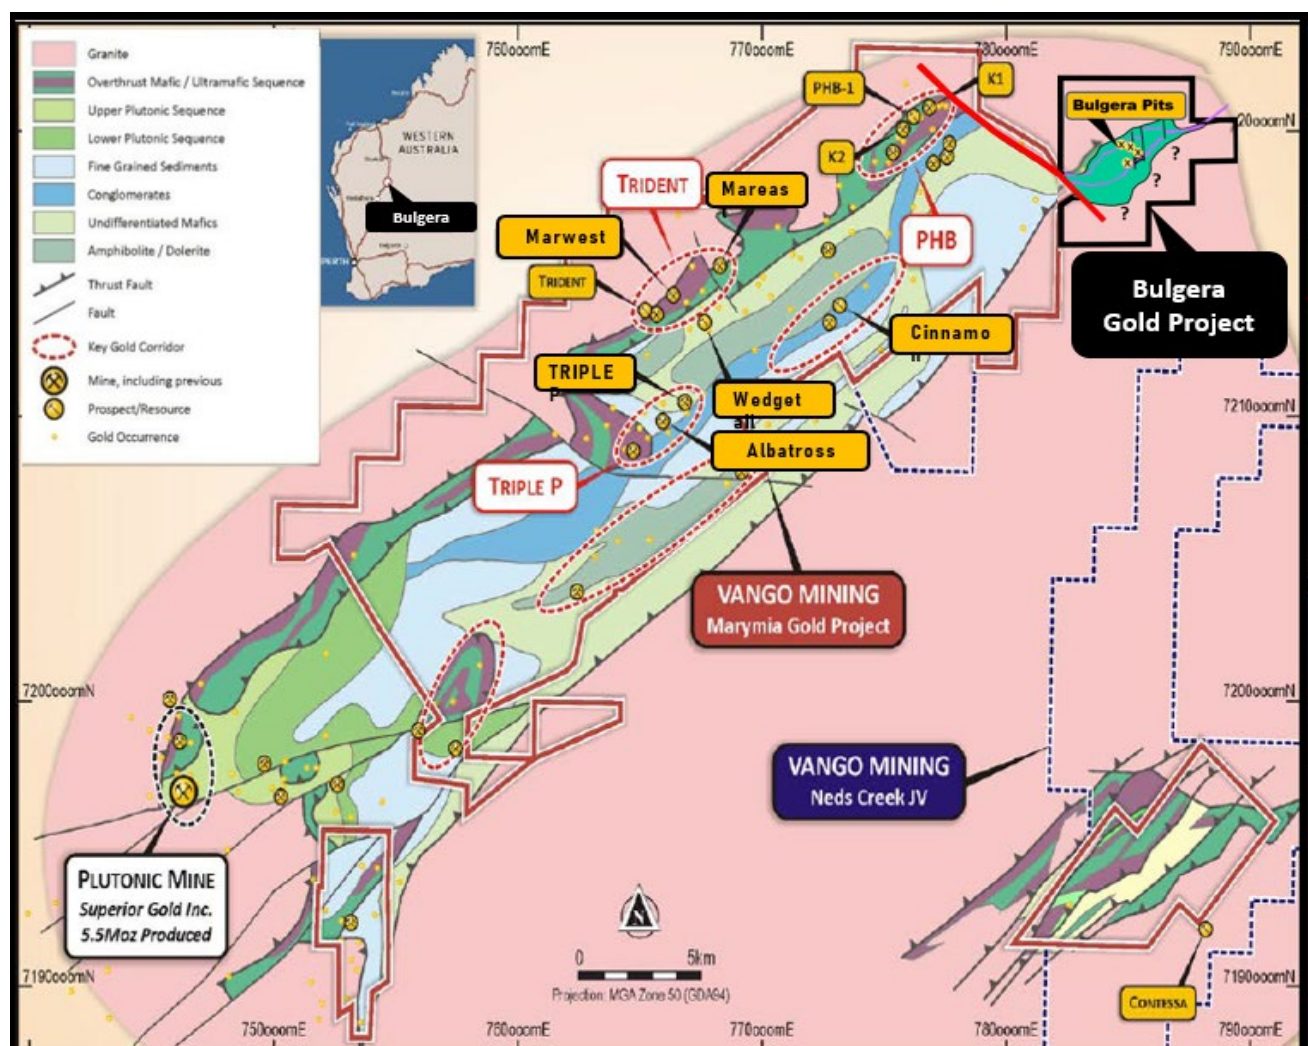 Granite
Overthrust Mafic / Ultramafic Sequence
Upper Plutonic Sequence
Lower Plutonic Sequence
Fine Grained Sediments
Conglomerates
Undifferentiated Mafics
Amphibolite / Dolerite
Thrust Fault
Fault
Key Gold Corridor
Mine, including previous
Prospect/Resource
Gold Occurrence
WESTERN
AUSTRALIA
Bulgera
PERTH
760000mE
770000mE
780000mE
790000mE
K1
PHB-1
K2
Bulgera Pits
20000mN
?
?
?
TRIDENT
Mareas
Marwest
TRIDENT
PHB
Bulgera
Gold Project
Cinnamo
n
TRIPLE
P
Wedget
ail
Albatross
7210000mN
TRIPLE P
VANGO MINING
Marymia Gold Project
7200000mN
7200000mN
VANGO MINING
Neds Creek JV
PLUTONIC MINE
Superior Gold Inc.
5.5Moz Produced
N
0 5km
Projection: MGA Zone 50 (GDA94)
CONTESSA
7190000mN
7190000mN
750000mE
760000mE
770000mE
780000mE
790000mE